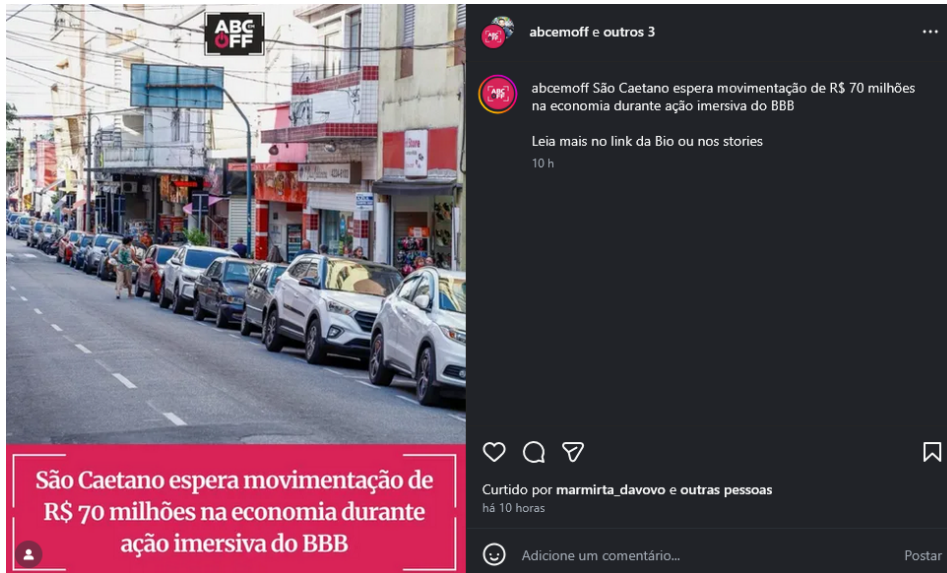 ABC
EM
OFF
abcemoff e outros 3
abcemoff São Caetano espera movimentação de R$ 70 milhões
na economia durante ação imersiva do BBB
Leia mais no link da Bio ou nos stories
10 h
São Caetano espera movimentação de
R$ 70 milhões na economia durante
ação imersiva do BBB
Curtido por marmirta_davovo e outras pessoas
há 10 horas
Adicione um comentário...
Postar